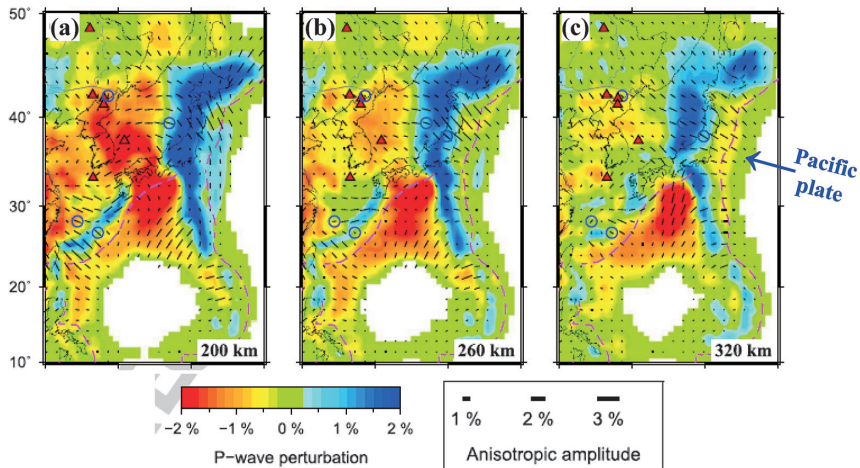 (a) (b) (c)
50°
40°
30°
20°
10°
Pacific
plate
200 km 260 km 320 km
−2 % −1 % 0 % 1 % 2 %
P−wave perturbation
1 % 2 % 3 %
Anisotropic amplitude